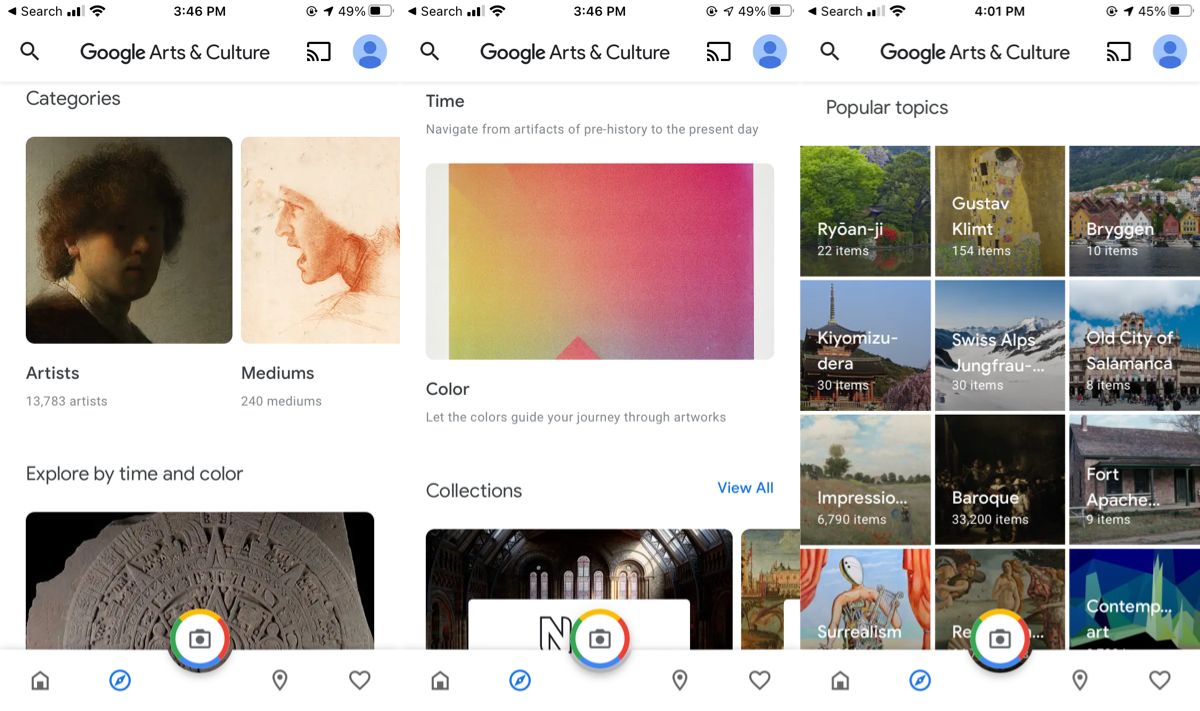 Search
3:46 PM
49%
Google Arts & Culture
Categories
Artists
13,783 artists
Mediums
240 mediums
Explore by time and color
Search
3:46 PM
49%
Google Arts & Culture
Time
Navigate from artifacts of pre-history to the present day
Color
Let the colors guide your journey through artworks
Collections
View All
N
Search
4:01 PM
45%
Google Arts & Culture
Popular topics
Ryōan-ji
22 items
Gustav
Klimt
154 items
Bryggen
10 items
Kiyomizu-
dera
30 items
Swiss Alps
Jungfrau-...
30 items
Old City of
Salamanca
8 items
Impressio...
6,790 items
Baroque
33,200 items
Fort
Apache...
9 items
Surrealism
Contemp...
art